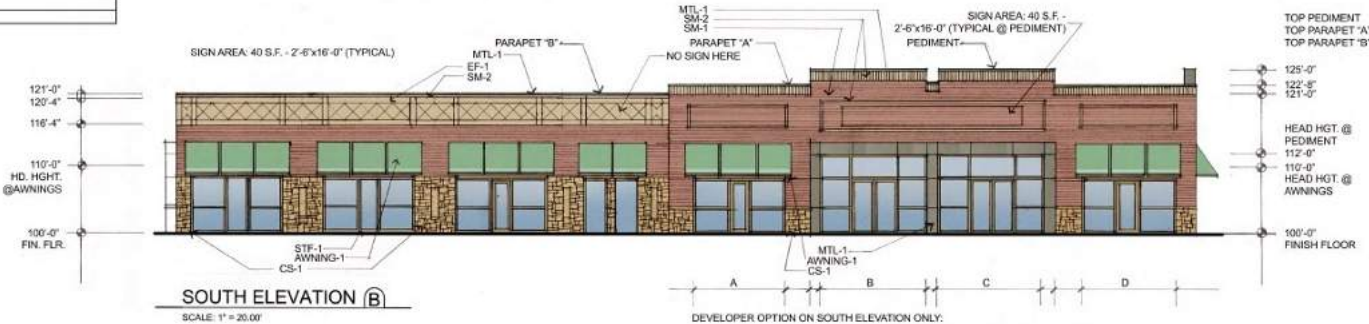 MTL-1
SM-2
SM-1
SIGN AREA: 40 S.F. -
2'-6"x16'-0" (TYPICAL @ PEDIMENT)
TOP PEDIMENT
TOP PARAPET "A"
TOP PARAPET "B"
SIGN AREA: 40 S.F. - 2'-6"x16'-0" (TYPICAL)
PARAPET "B"
MTL-1
EF-1
SM-2
PARAPET "A"
NO SIGN HERE
PEDIMENT
121'-0"
120'-4"
116'-4"
110'-0"
HD. HGHT.
@AWNINGS
100'-0"
FIN. FLR.
125'-0"
122'-8"
121'-0"
HEAD HGT. @
PEDIMENT
112'-0"
110'-0"
HEAD HGT. @
AWNINGS
100'-0"
FINISH FLOOR
STF-1
AWNING-1
CS-1
MTL-1
AWNING-1
CS-1
A B C D
SOUTH ELEVATION B
SCALE: 1" = 20.00'
DEVELOPER OPTION ON SOUTH ELEVATION ONLY: